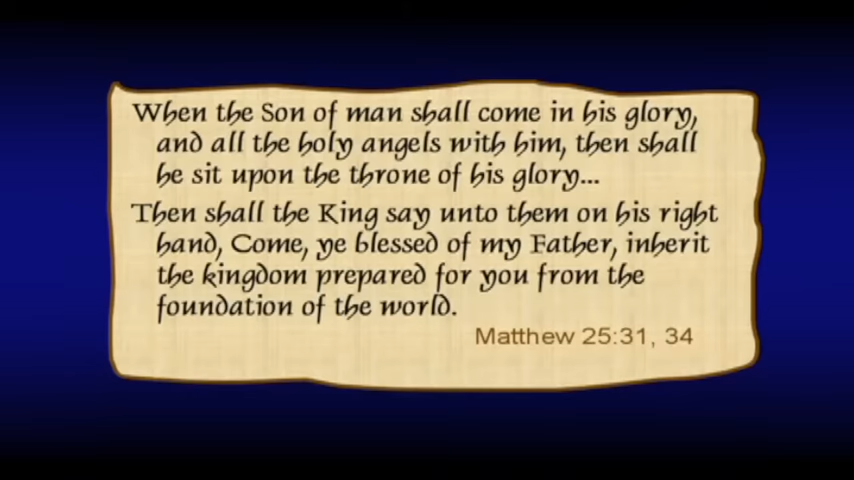 When the Son of man shall come in his glory,
and all the holy angels with him, then shall
he sit upon the throne of his glory...
Then shall the King say unto them on his right
hand, Come, ye blessed of my Father, inherit
the kingdom prepared for you from the
foundation of the world.
Matthew 25:31, 34